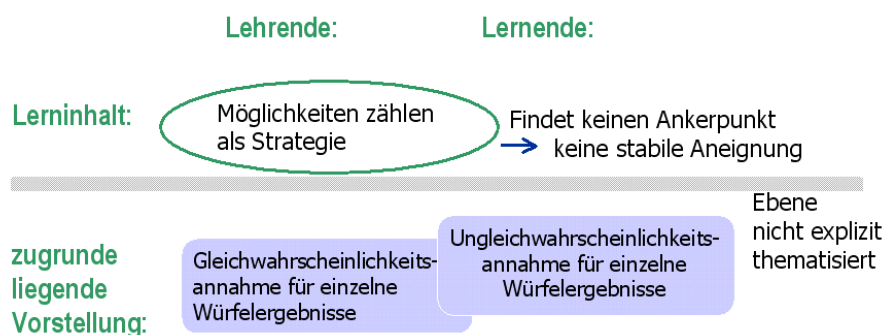 Lehrende:
Lernende:
Lerninhalt:
Möglichkeiten zählen
als Strategie
Findet keinen Ankerpunkt
keine stabile Aneignung
Ebene
nicht explizit
thematisiert
zugrunde
liegende
Vorstellung:
Gleichwahrscheinlichkeits-
annahme für einzelne
Würfelergebnisse
Ungleichwahrscheinlichkeits-
annahme für einzelne
Würfelergebnisse